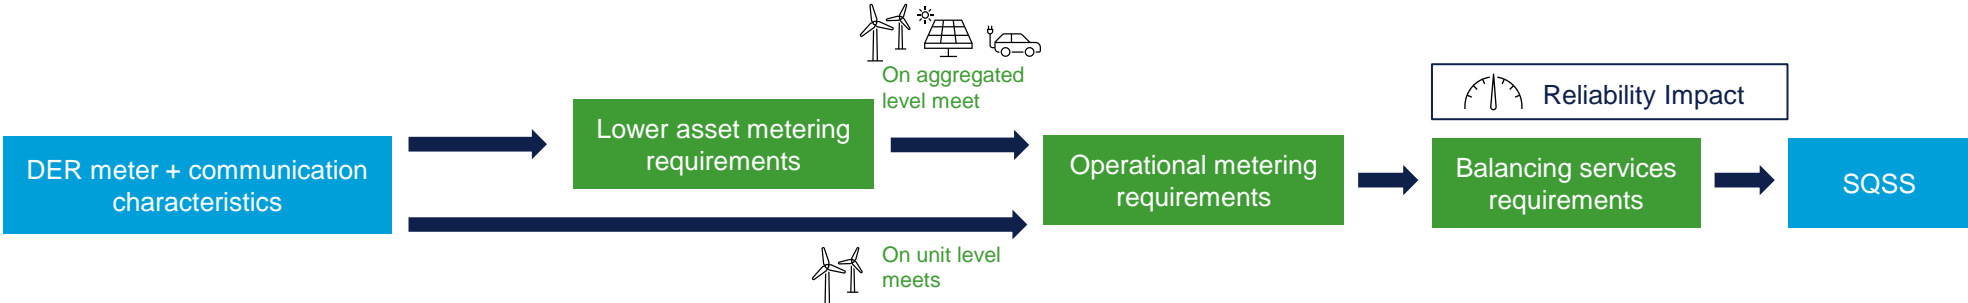 DER meter + communication
characteristics
Lower asset metering
requirements
On aggregated
level meet
On unit level
meets
Operational metering
requirements
Reliability Impact
Balancing services
requirements
SQSS